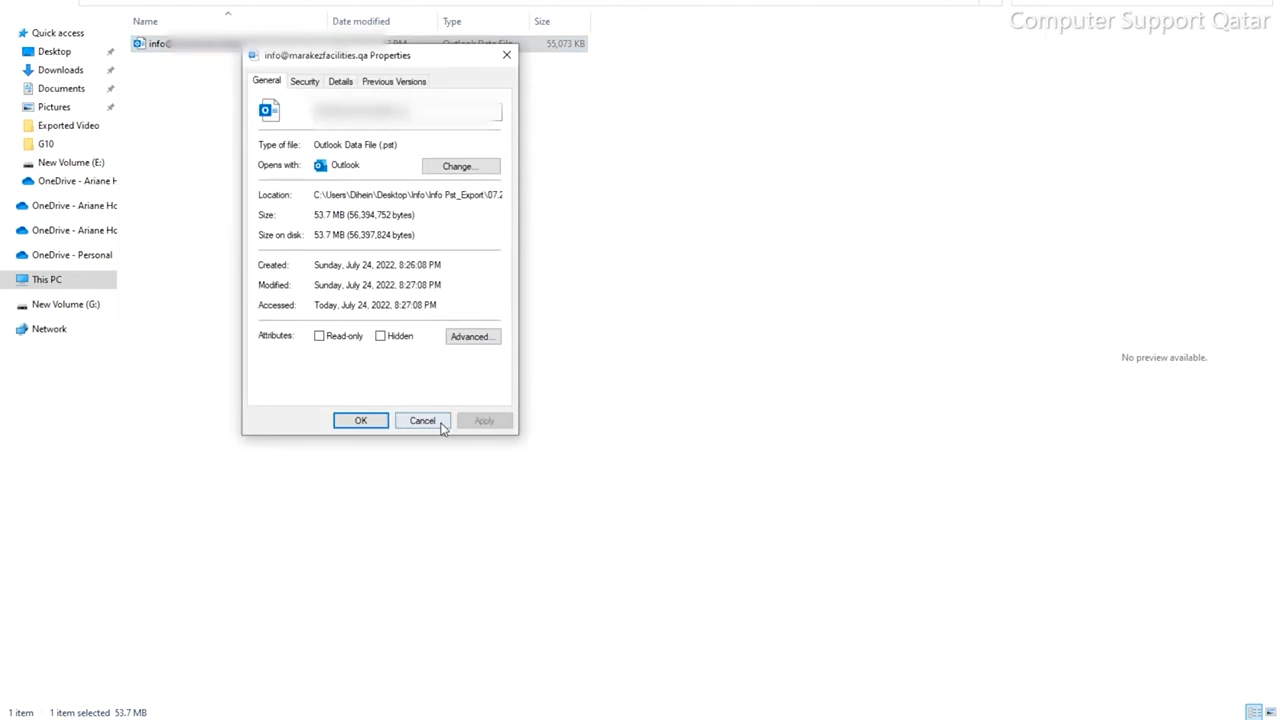 Computer Support Qatar
Name Date modified Type Size
info@ Outlook Data File 55,073 KB
Quick access
Desktop
Downloads
Documents
Pictures
Exported Video
G10
New Volume (E:)
OneDrive - Ariane H
OneDrive - Ariane Ho
OneDrive - Ariane Ho
OneDrive - Personal
This PC
New Volume (G:)
Network
info@marakezfacilities.qa Properties
General Security Details Previous Versions
Type of file: Outlook Data File (.pst)
Opens with: Outlook Change...
Location: C:\Users\Dihein\Desktop\Info\Info Pst_Export\07.2
Size: 53.7 MB (56,394,752 bytes)
Size on disk: 53.7 MB (56,397,824 bytes)
Created: Sunday, July 24, 2022, 8:26:08 PM
Modified: Sunday, July 24, 2022, 8:27:08 PM
Accessed: Today, July 24, 2022, 8:27:08 PM
Attributes: Read-only Hidden Advanced...
OK Cancel Apply
No preview available.
1 item 1 item selected 53.7 MB